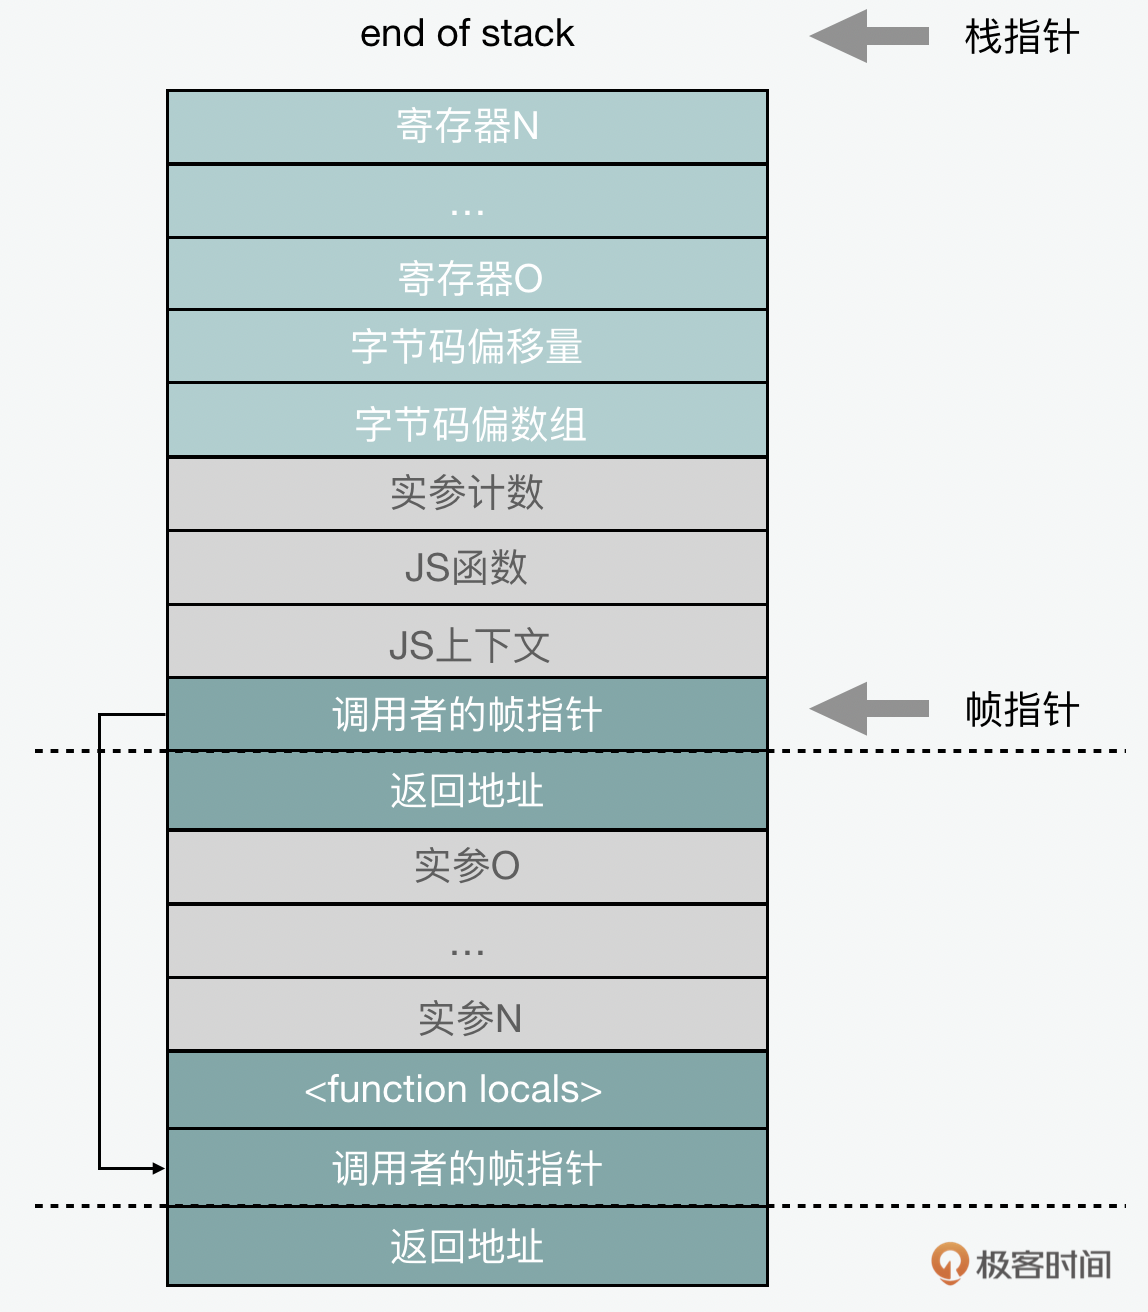 end of stack
栈指针
寄存器N
...
寄存器O
字节码偏移量
字节码偏数组
实参计数
JS函数
JS上下文
调用者的帧指针
帧指针
返回地址
实参O
...
实参N
<function locals>
调用者的帧指针
返回地址
极客时间